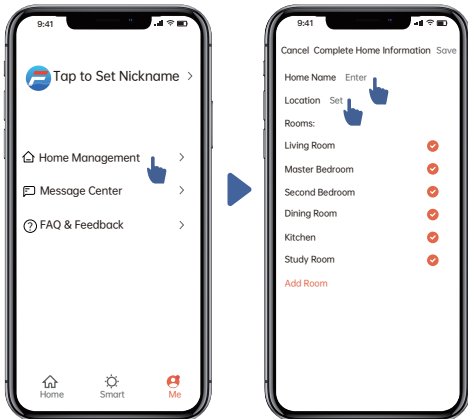 9:41
Tap to Set Nickname
Home Management
Message Center
FAQ & Feedback
Home
Smart
Me
9:41
Cancel Complete Home Information Save
Home Name Enter
Location Set
Rooms:
Living Room
Master Bedroom
Second Bedroom
Dining Room
Kitchen
Study Room
Add Room